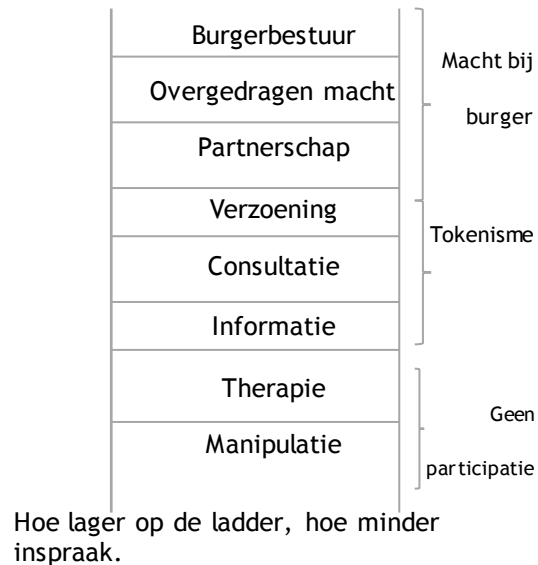 Burgerbestuur
Macht bij
Overgedragen macht
burger
Partnerschap
Verzoening
Tokenisme
Consultatie
Informatie
Therapie
Geen
Manipulatie
participatie
Hoe lager op de ladder, hoe minder
inspraak.